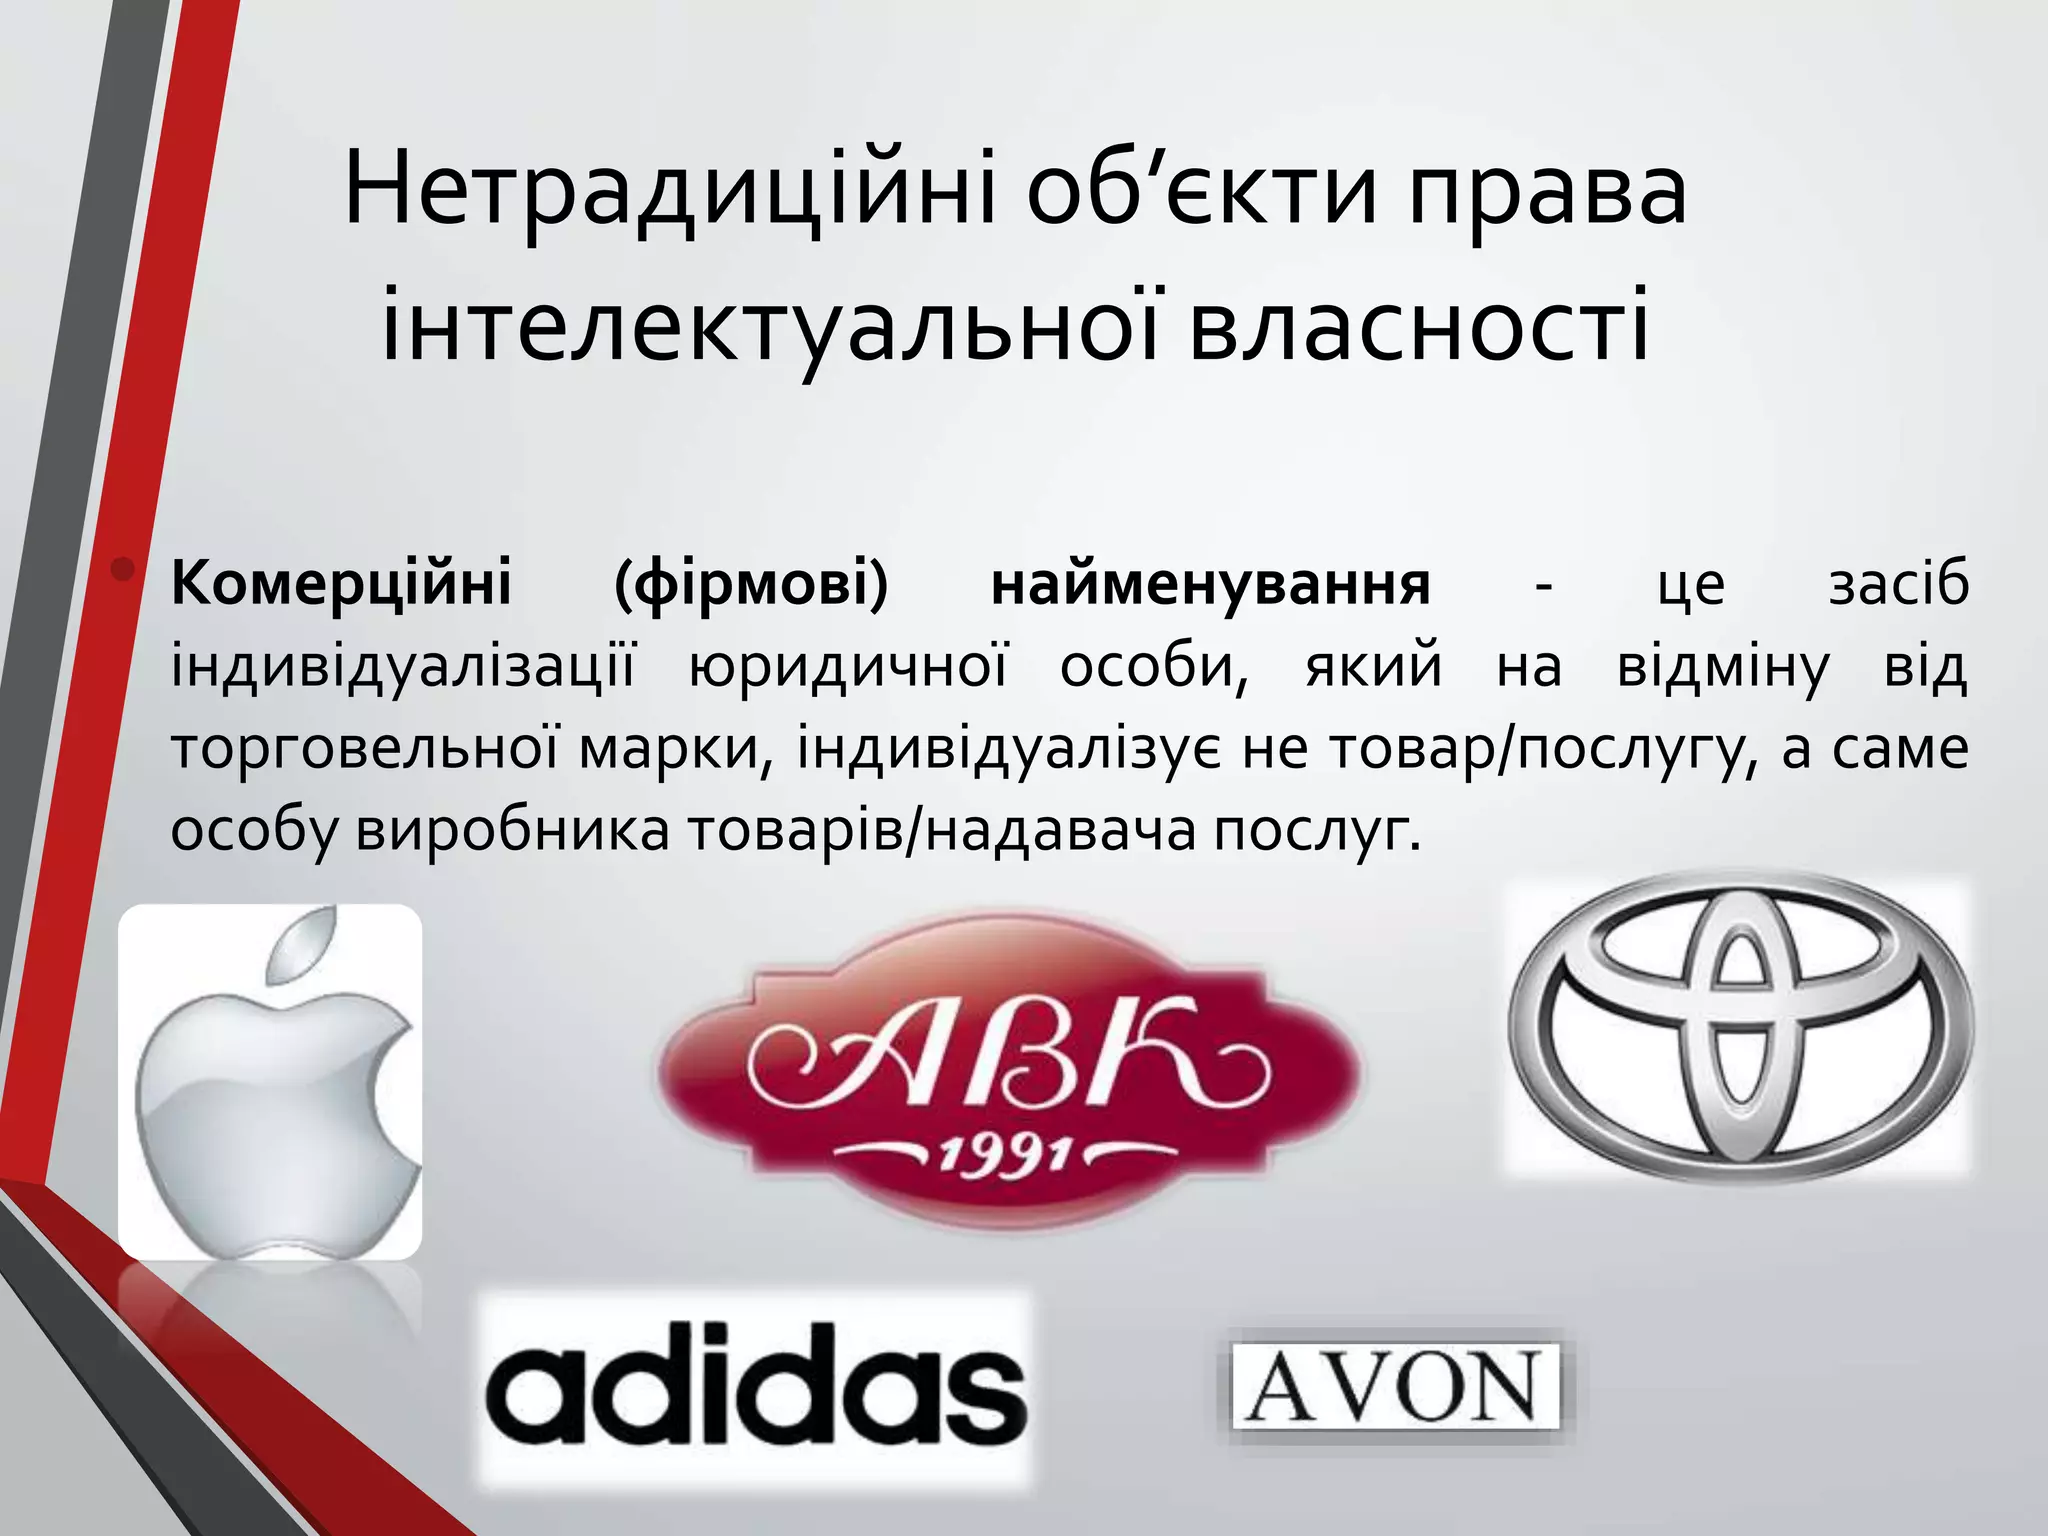 Нетрадиційні об’єкти права
інтелектуальної власності
• Комерційні (фірмові) найменування - це засіб
індивідуалізації юридичної особи, який на відміну від
торговельної марки, індивідуалізує не товар/послугу, а саме
особу виробника товарів/надавача послуг.
АВК
1991
adidas
AVON